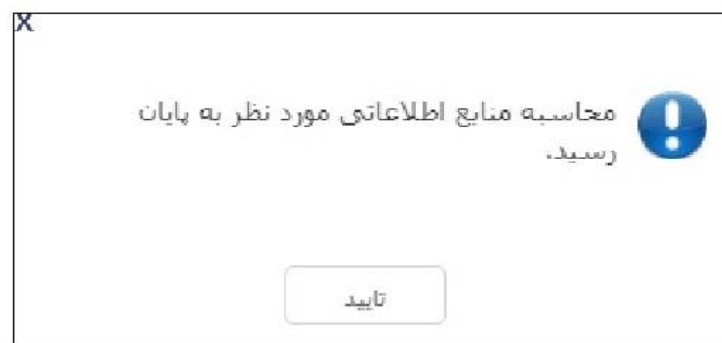 X
محاسبه منابع اطلاعاتی مورد نظر به پایان
رسید.
تایید